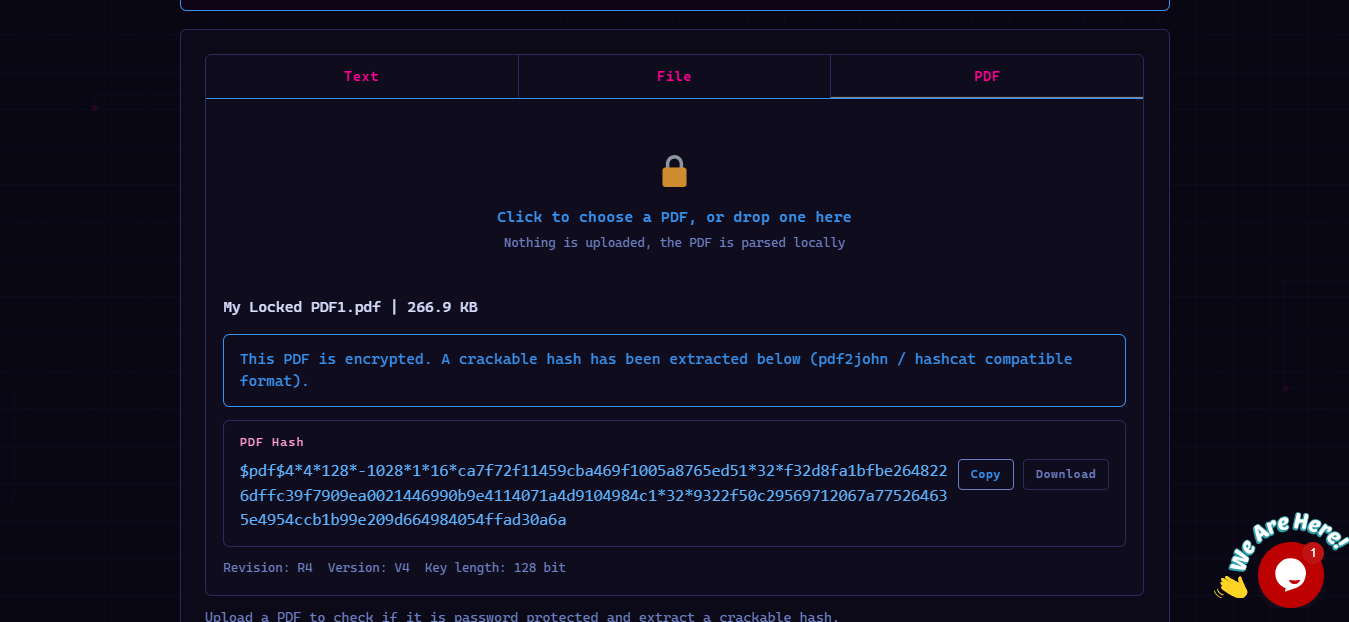 Text
File
PDF
Click to choose a PDF, or drop one here
Nothing is uploaded, the PDF is parsed locally
My Locked PDF1.pdf | 266.9 KB
This PDF is encrypted. A crackable hash has been extracted below (pdf2john / hashcat compatible
format).
PDF Hash
$pdf$4*4*128*-1028*1*16*ca7f72f11459cba469f1005a8765ed51*32*f32d8fa1bfbe264822
6dffc39f7909ea0021446990b9e4114071a4d9104984c1*32*9322f50c29569712067a77526463
5e4954ccb1b99e209d664984054ffad30a6a
Copy
Download
Revision: R4 Version: V4 Key length: 128 bit
We Are Here!
1
Upload a PDF to check if it is password protected and extract a crackable hash.